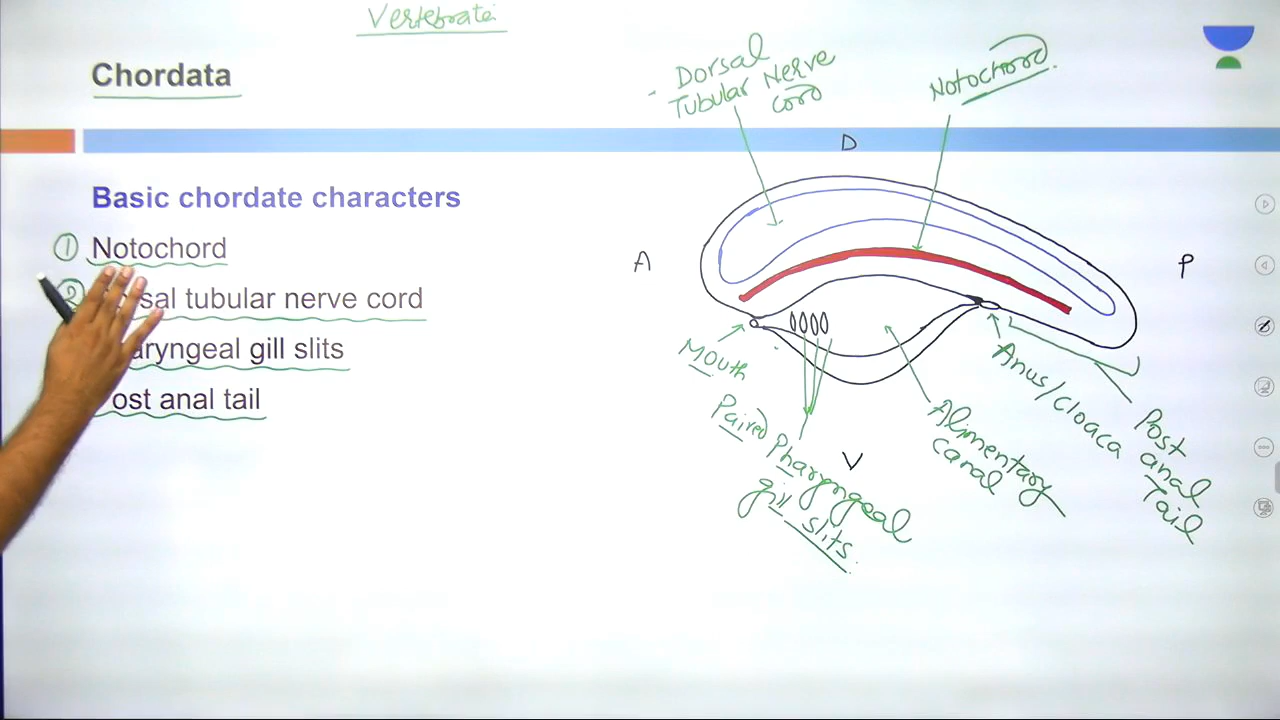 Vertebrate
Chordata
Basic chordate characters
① Notochord
② sal tubular nerve cord
aryngeal gill slits
ost anal tail
Dorsal
Tubular Nerve
cord
Notochord
D
A
P
V
Mouth
Paired Pharyngeal
gill slits.
Alimentary
canal
Anus/cloaca
Post
anal
Tail